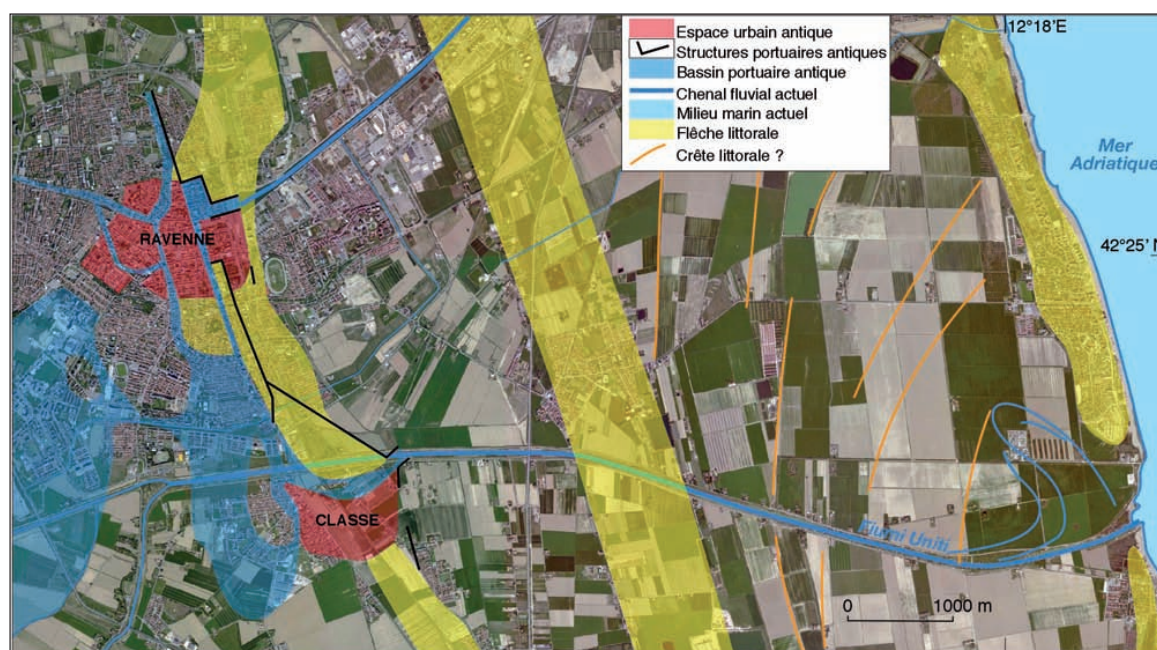 Espace urbain antique
Structures portuaires antiques
Bassin portuaire antique
Chenal fluvial actuel
Milieu marin actuel
Flêche littorale
Crête littorale ?
12°18'E
Mer
Adriatique
42°25' N
RAVENNE
CLASSE
Fiumi Uniti
0 1000 m